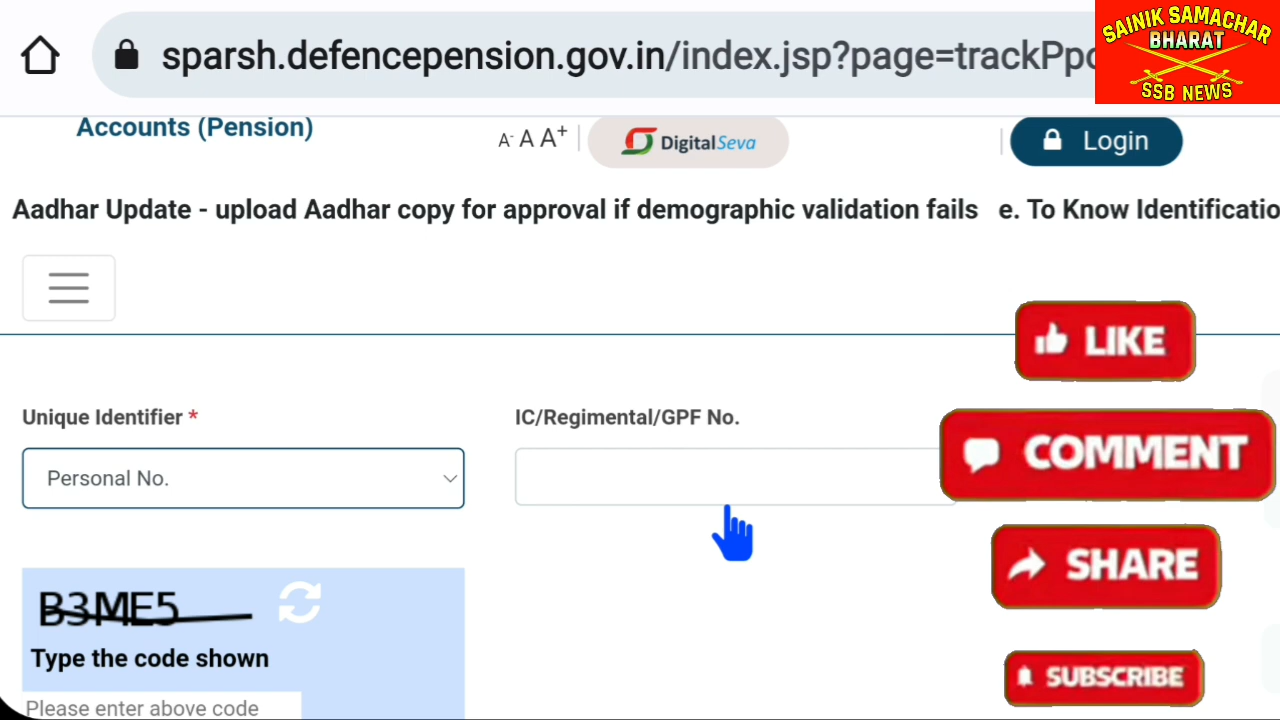 sparsh.defencepension.gov.in/index.jsp?page=trackPp
SAINIK SAMACHAR
BHARAT
SSB NEWS
Accounts (Pension)
A- A A+
DigitalSeva
Login
Aadhar Update - upload Aadhar copy for approval if demographic validation fails e. To Know Identificatio
LIKE
Unique Identifier *
IC/Regimental/GPF No.
COMMENT
Personal No.
SHARE
B3ME5
Type the code shown
SUBSCRIBE
Please enter above code